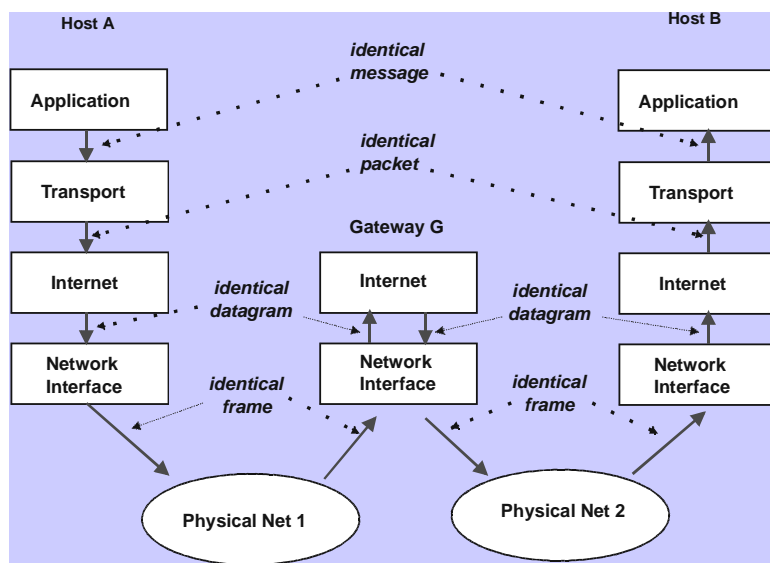 Host A
Host B
identical
message
Application
Application
identical
packet
Transport
Transport
Gateway G
Internet
identical
datagram
Internet
identical
datagram
Internet
Network
Interface
identical
frame
Network
Interface
identical
frame
Network
Interface
Physical Net 1
Physical Net 2